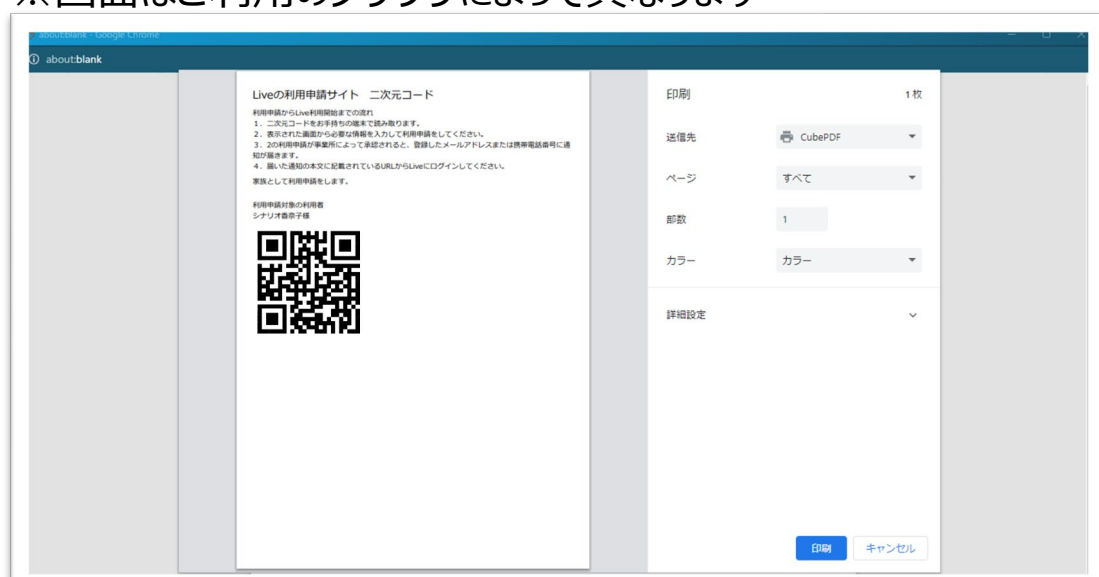 ※画面はご利用のブラウザによって異なります
about:blank - Google Chrome
about:blank
Liveの利用申請サイト 二次元コード
利用申請からLive利用開始までの流れ
1．二次元コードをお手持ちの端末で読み取ります。
2．表示された画面から必要な情報を入力して利用申請をしてください。
3．2の利用申請が事業所によって承認されると、登録したメールアドレスまたは携帯電話番号に通
知が届きます。
4．届いた通知の本文に記載されているURLからLiveにログインしてください。
家族として利用申請をします。
利用申請対象の利用者
シナリオ香奈子様
印刷 1 枚
送信先 CubePDF
ページ すべて
部数 1
カラー カラー
詳細設定
印刷 キャンセル